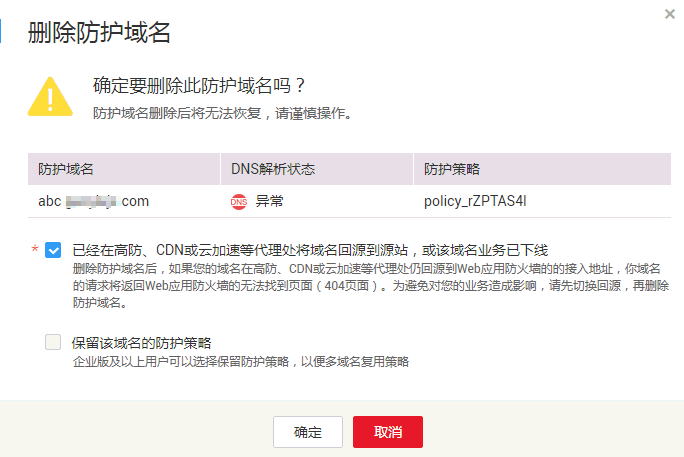 删除防护域名
确定要删除此防护域名吗？
防护域名删除后将无法恢复，请谨慎操作。
防护域名 DNS解析状态 防护策略
abc com DNS 异常 policy_rZPTAS4I
* 已经在高防、CDN或云加速等代理处将域名回源到源站，或该域名业务已下线
删除防护域名后，如果您的域名在高防、CDN或云加速等代理处仍回源到Web应用防火墙的的接入地址，你域名
的请求将返回Web应用防火墙的无法找到页面（404页面）。为避免对您的业务造成影响，请先切换回源，再删除
防护域名。
保留该域名的防护策略
企业版及以上用户可以选择保留防护策略，以便多域名复用策略
确定 取消